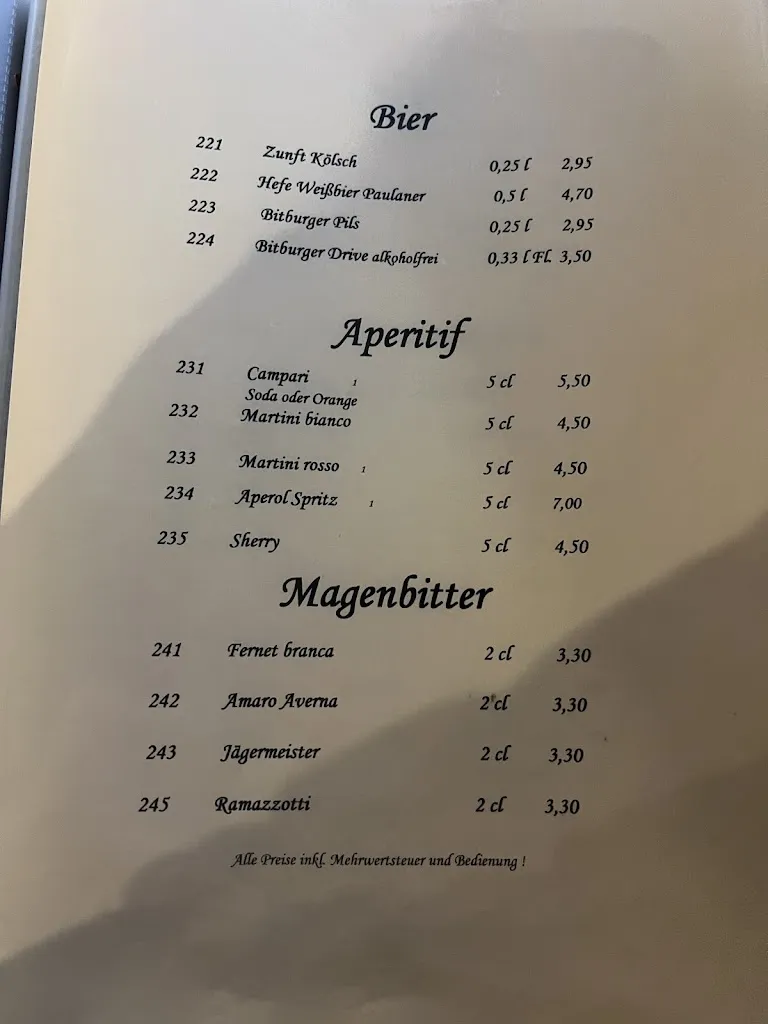 Bier
221 Zunft Kölsch 0,25 l 2,95
222 Hefe Weißbier Paulaner 0,5 l 4,70
223 Bitburger Pils 0,25 l 2,95
224 Bitburger Drive alkoholfrei 0,33 l Fl. 3,50
Aperitif
231 Campari 1 5 cl 5,50
Soda oder Orange
232 Martini bianco 5 cl 4,50
233 Martini rosso 1 5 cl 4,50
234 Aperol Spritz 1 5 cl 7,00
235 Sherry 5 cl 4,50
Magenbitter
241 Fernet branca 2 cl 3,30
242 Amaro Averna 2 cl 3,30
243 Jägermeister 2 cl 3,30
245 Ramazzotti 2 cl 3,30
Alle Preise inkl. Mehrwertsteuer und Bedienung !